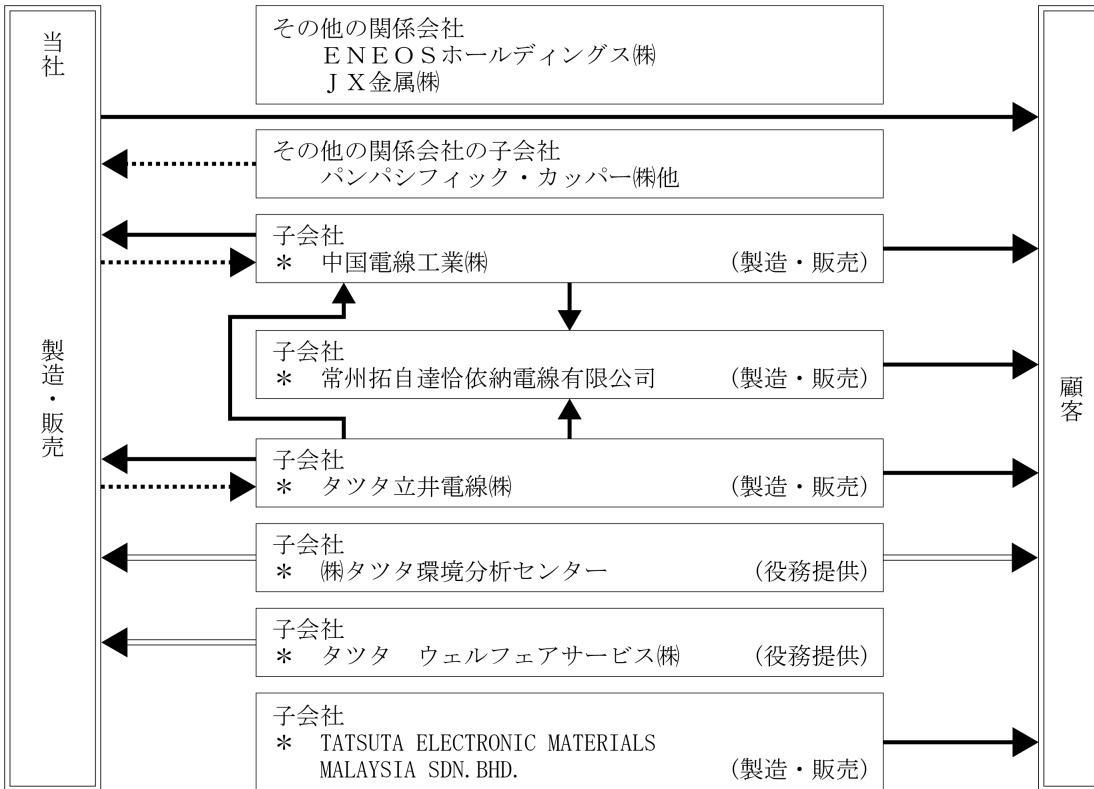 当社
製造・販売
その他の関係会社
ＥＮＥＯＳホールディングス㈱
ＪＸ金属㈱
その他の関係会社の子会社
パンパシフィック・カッパー㈱他
子会社
＊　中国電線工業㈱　（製造・販売）
子会社
＊　常州拓自達恰依納電線有限公司　（製造・販売）
子会社
＊　タツタ立井電線㈱　（製造・販売）
子会社
＊　㈱タツタ環境分析センター　（役務提供）
子会社
＊　タツタ　ウェルフェアサービス㈱　（役務提供）
子会社
＊　TATSUTA ELECTRONIC MATERIALS
MALAYSIA SDN.BHD.　（製造・販売）
顧客